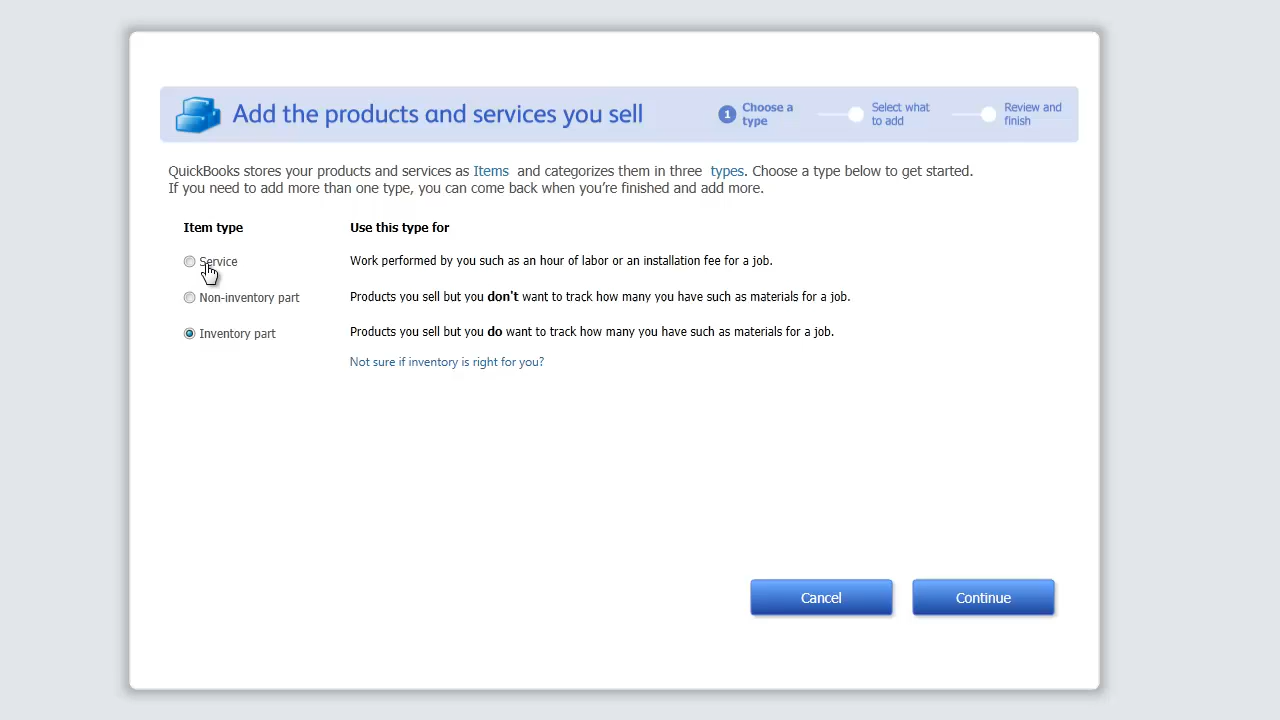 Add the products and services you sell
1 Choose a type
Select what to add
Review and finish
QuickBooks stores your products and services as Items and categorizes them in three types. Choose a type below to get started.
If you need to add more than one type, you can come back when you're finished and add more.
Item type Use this type for
Service Work performed by you such as an hour of labor or an installation fee for a job.
Non-inventory part Products you sell but you don't want to track how many you have such as materials for a job.
Inventory part Products you sell but you do want to track how many you have such as materials for a job.
Not sure if inventory is right for you?
Cancel Continue